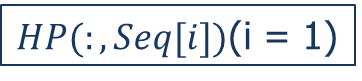 HP(:,Seq[i])(i = 1)